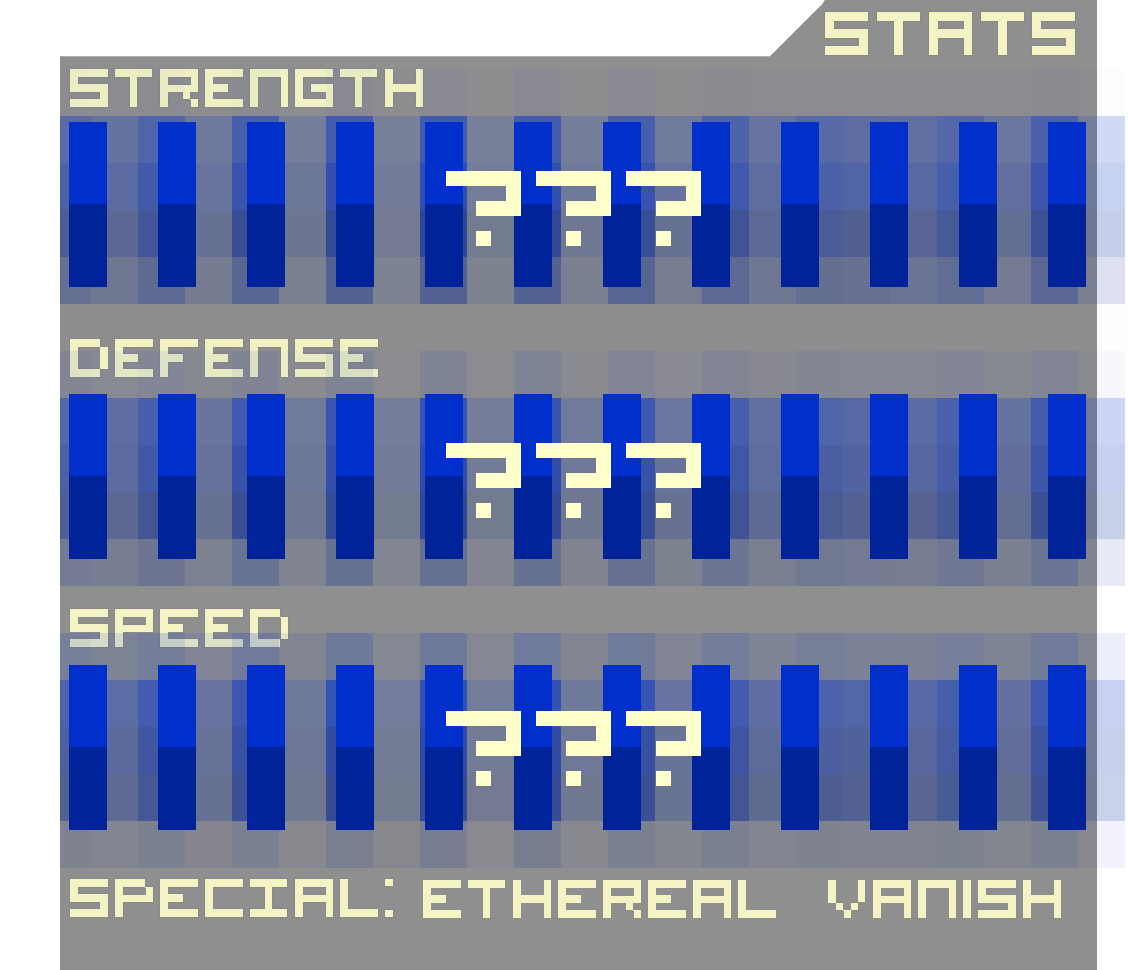 STATS
STRENGTH
???
DEFENSE
???
SPEED
???
SPECIAL: ETHEREAL VANISH